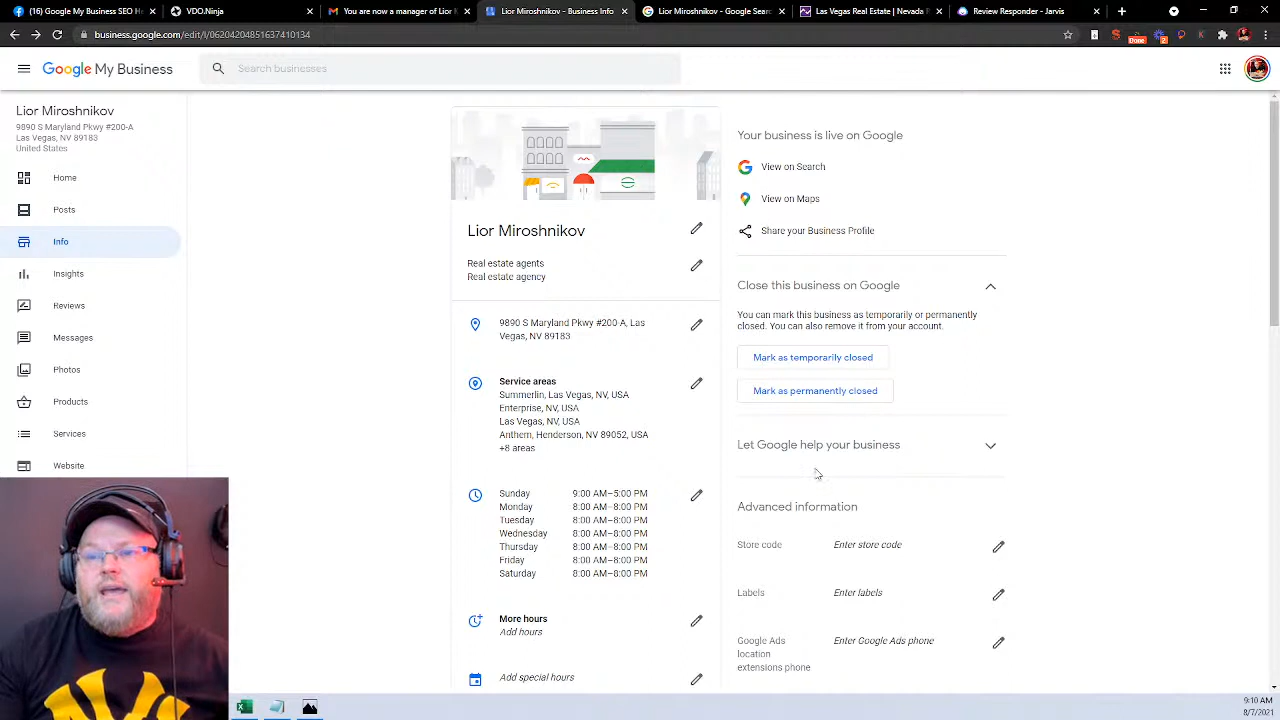 (16) Google My Business SEO H
VDO.Ninja
You are now a manager of Lior
Lior Miroshnikov - Business Info
Lior Miroshnikov - Google Sear
Las Vegas Real Estate | Nevada
Review Responder - Jarvis
business.google.com/edit/l/06204204851637410134
Done
2
Google My Business
Search businesses
Lior Miroshnikov
9890 S Maryland Pkwy #200-A
Las Vegas, NV 89183
United States
Home
Posts
Info
Insights
Reviews
Messages
Photos
Products
Services
Website
Lior Miroshnikov
Real estate agents
Real estate agency
9890 S Maryland Pkwy #200-A, Las
Vegas, NV 89183
Service areas
Summerlin, Las Vegas, NV, USA
Enterprise, NV, USA
Las Vegas, NV, USA
Anthem, Henderson, NV 89052, USA
+8 areas
Sunday 9:00 AM–5:00 PM
Monday 8:00 AM–8:00 PM
Tuesday 8:00 AM–8:00 PM
Wednesday 8:00 AM–8:00 PM
Thursday 8:00 AM–8:00 PM
Friday 8:00 AM–8:00 PM
Saturday 8:00 AM–8:00 PM
More hours
Add hours
Add special hours
Your business is live on Google
View on Search
View on Maps
Share your Business Profile
Close this business on Google
You can mark this business as temporarily or permanently
closed. You can also remove it from your account.
Mark as temporarily closed
Mark as permanently closed
Let Google help your business
Advanced information
Store code Enter store code
Labels Enter labels
Google Ads Enter Google Ads phone
location
extensions phone
9:10 AM
8/7/2021